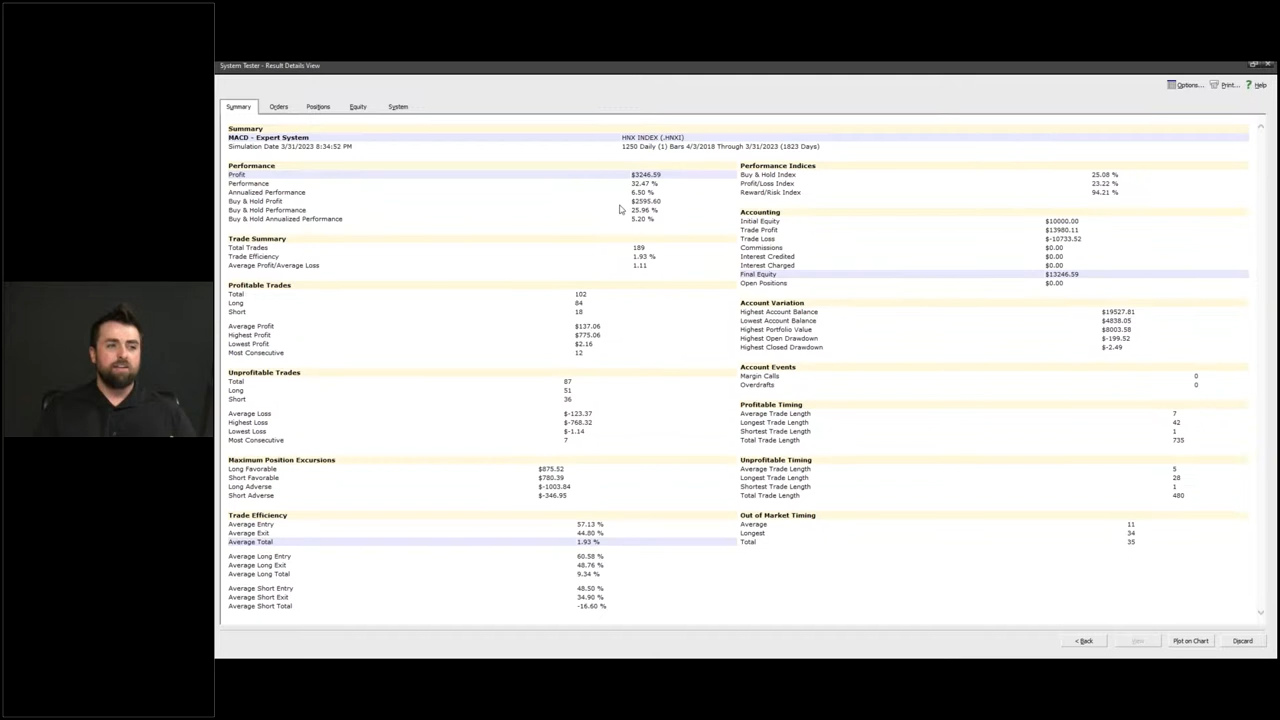 System Tester - Result Details View
Options... Print... Help
Summary Orders Positions Equity System
Summary
MACD - Expert System HNX INDEX (.HNXI)
Simulation Date 3/31/2023 8:34:52 PM 1250 Daily (1) Bars 4/3/2018 Through 3/31/2023 (1823 Days)
Performance
Profit $3246.59
Performance 32.47 %
Annualized Performance 6.50 %
Buy & Hold Profit $2595.60
Buy & Hold Performance 25.96 %
Buy & Hold Annualized Performance 5.20 %
Trade Summary
Total Trades 189
Trade Efficiency 1.93 %
Average Profit/Average Loss 1.11
Profitable Trades
Total 102
Long 84
Short 18
Average Profit $137.06
Highest Profit $775.06
Lowest Profit $2.16
Most Consecutive 12
Unprofitable Trades
Total 87
Long 51
Short 36
Average Loss $-123.37
Highest Loss $-768.32
Lowest Loss $-1.14
Most Consecutive 7
Maximum Position Excursions
Long Favorable $875.52
Short Favorable $780.39
Long Adverse $-1003.84
Short Adverse $-346.95
Trade Efficiency
Average Entry 57.13 %
Average Exit 44.80 %
Average Total 1.93 %
Average Long Entry 60.58 %
Average Long Exit 48.76 %
Average Long Total 9.34 %
Average Short Entry 48.50 %
Average Short Exit 34.90 %
Average Short Total -16.60 %
Performance Indices
Buy & Hold Index 25.08 %
Profit/Loss Index 23.22 %
Reward/Risk Index 94.21 %
Accounting
Initial Equity $10000.00
Trade Profit $13980.11
Trade Loss $-10733.52
Commissions $0.00
Interest Credited $0.00
Interest Charged $0.00
Final Equity $13246.59
Open Positions $0.00
Account Variation
Highest Account Balance $19527.81
Lowest Account Balance $4838.05
Highest Portfolio Value $8003.58
Highest Open Drawdown $-199.52
Highest Closed Drawdown $-2.49
Account Events
Margin Calls 0
Overdrafts 0
Profitable Timing
Average Trade Length 7
Longest Trade Length 42
Shortest Trade Length 1
Total Trade Length 735
Unprofitable Timing
Average Trade Length 5
Longest Trade Length 28
Shortest Trade Length 1
Total Trade Length 480
Out of Market Timing
Average 11
Longest 34
Total 35
< Back View Plot on Chart Discard